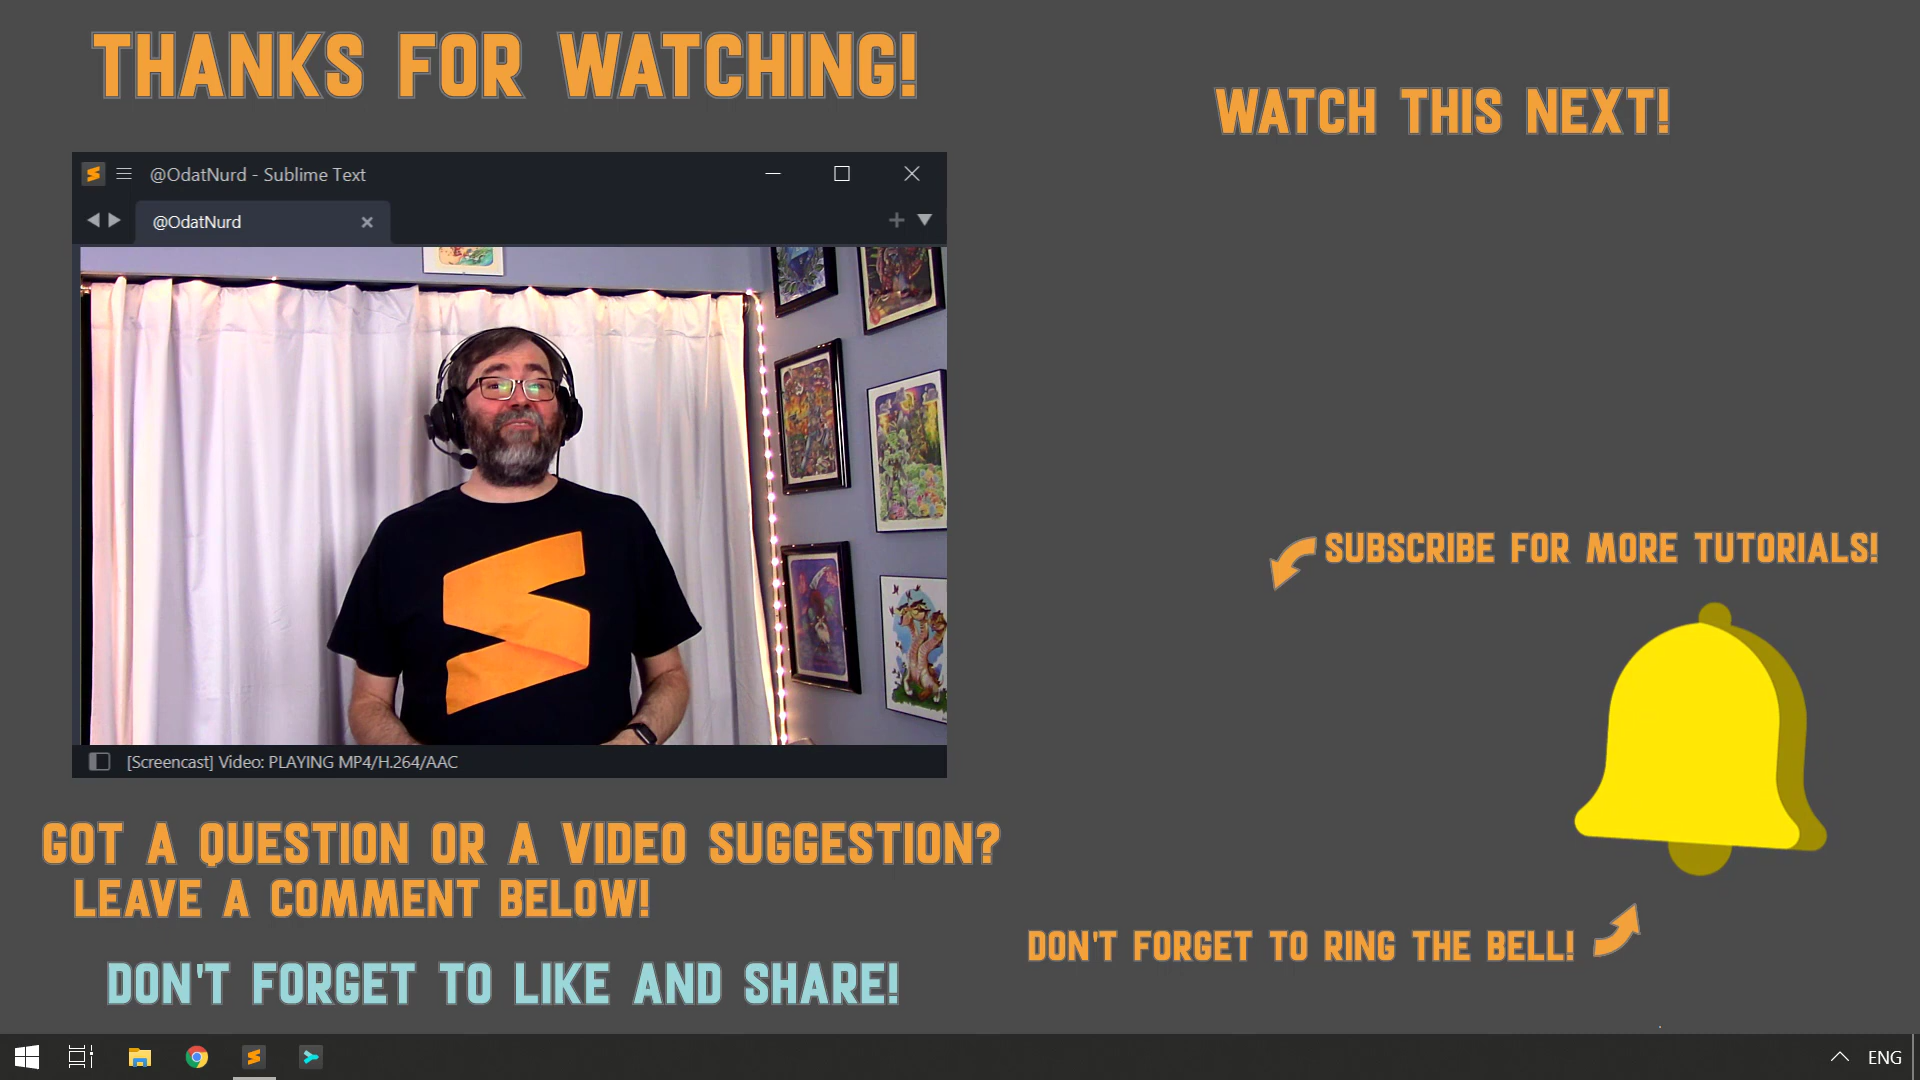 THANKS FOR WATCHING!
WATCH THIS NEXT!
@OdatNurd - Sublime Text
@OdatNurd
SUBSCRIBE FOR MORE TUTORIALS!
[Screencast] Video: PLAYING MP4/H.264/AAC
GOT A QUESTION OR A VIDEO SUGGESTION?
LEAVE A COMMENT BELOW!
DON'T FORGET TO RING THE BELL!
DON'T FORGET TO LIKE AND SHARE!
ENG